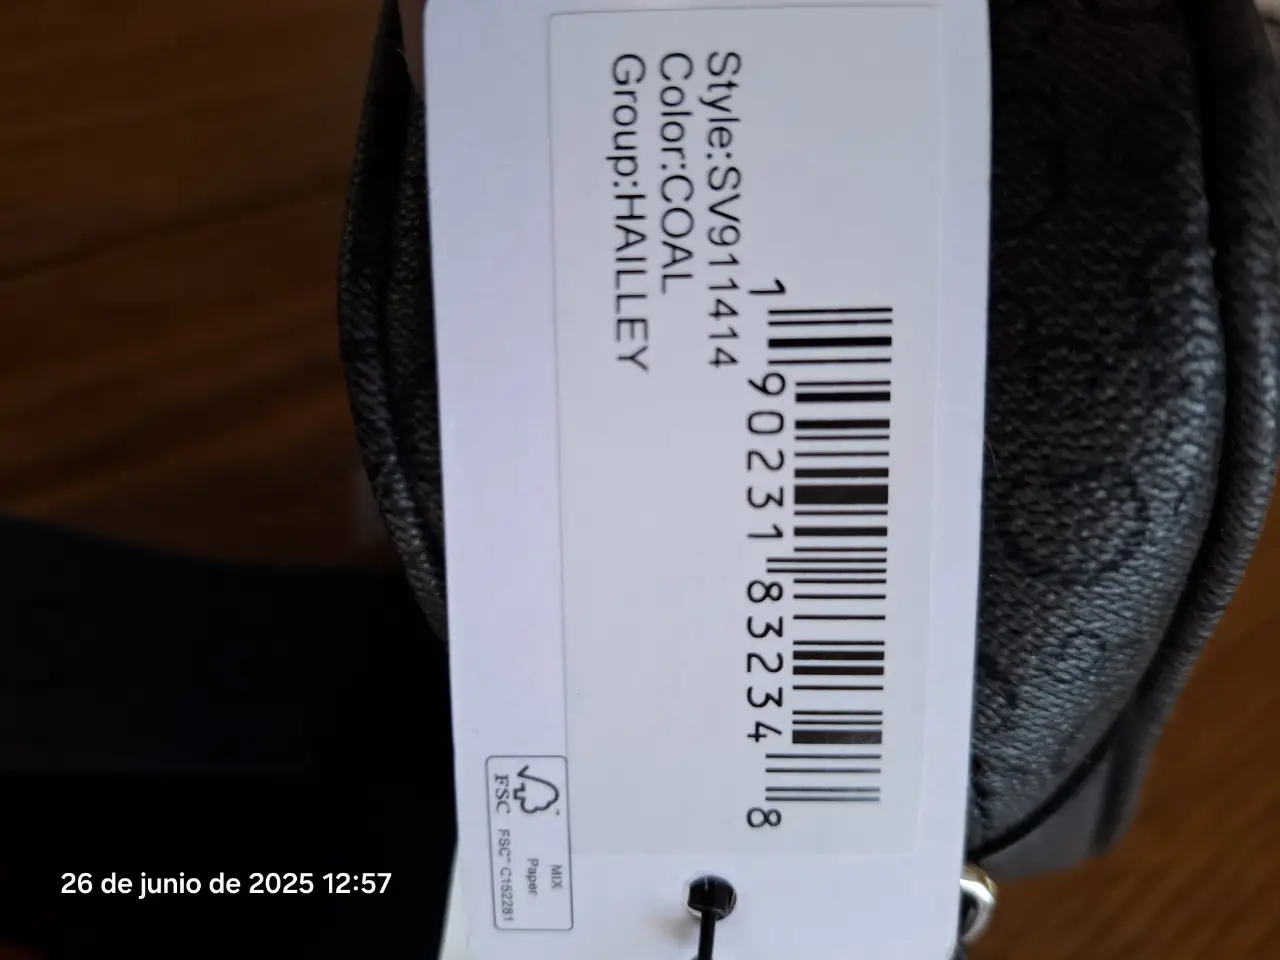 Style:SV911414
Color:COAL
Group:HAILLEY
1 90231 83234 8
FSC
MIX
Paper
FSC™ C152281
26 de junio de 2025 12:57